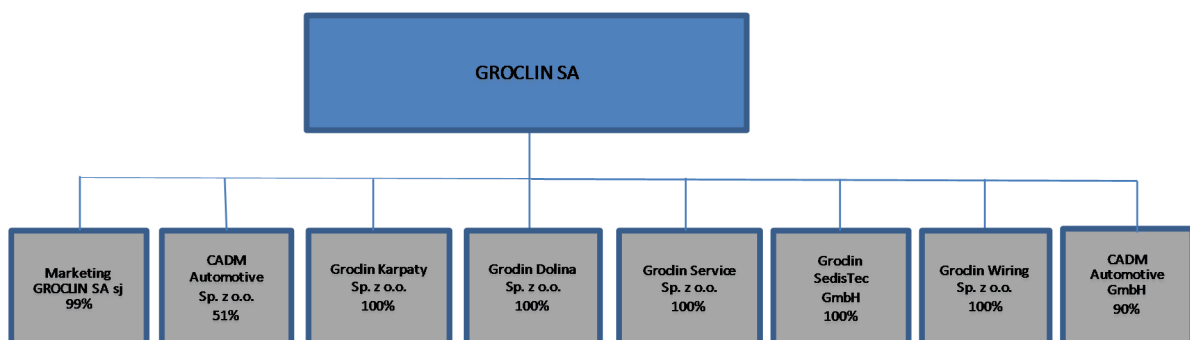 GROCLIN SA
Marketing
GROCLIN SA sj
99%
CADM
Automotive
Sp. z o.o.
51%
Groclin Karpaty
Sp. z o.o.
100%
Groclin Dolina
Sp. z o.o.
100%
Groclin Service
Sp. z o.o.
100%
Groclin
SedisTec
GmbH
100%
Groclin Wiring
Sp. z o.o.
100%
CADM
Automotive
GmbH
90%